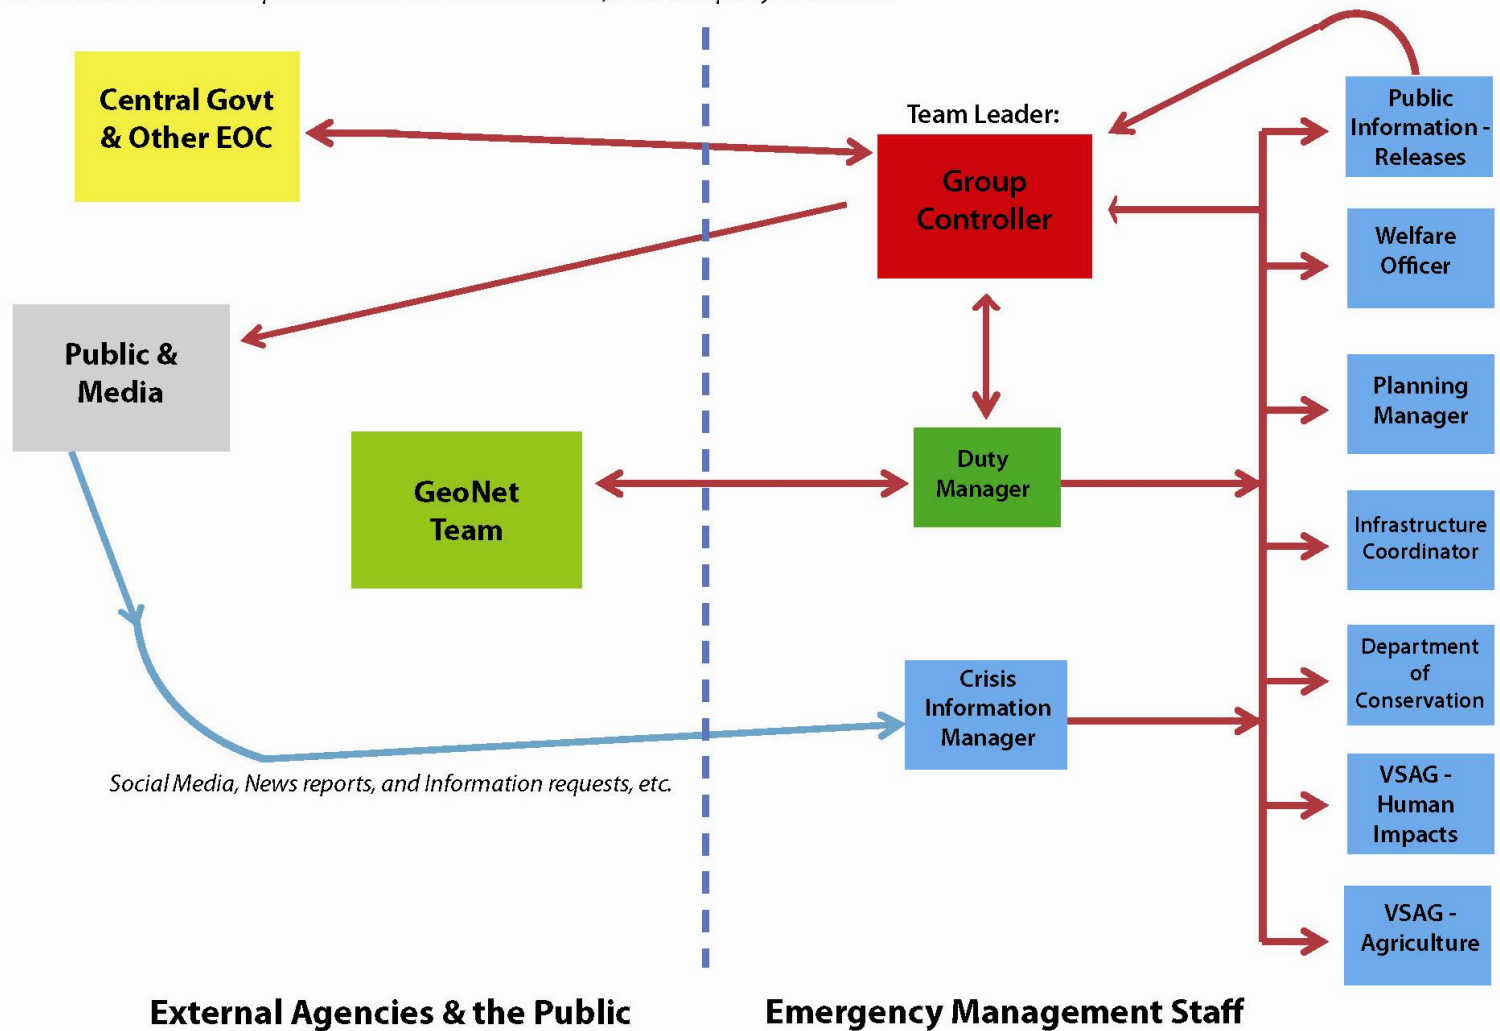 Central Govt
& Other EOC
Team Leader:
Group
Controller
Public
Information -
Releases
Welfare
Officer
Public &
Media
Planning
Manager
GeoNet
Team
Duty
Manager
Infrastructure
Coordinator
Department
of
Conservation
Crisis
Information
Manager
Social Media, News reports, and Information requests, etc.
VSAG -
Human
Impacts
VSAG -
Agriculture
External Agencies & the Public
Emergency Management Staff